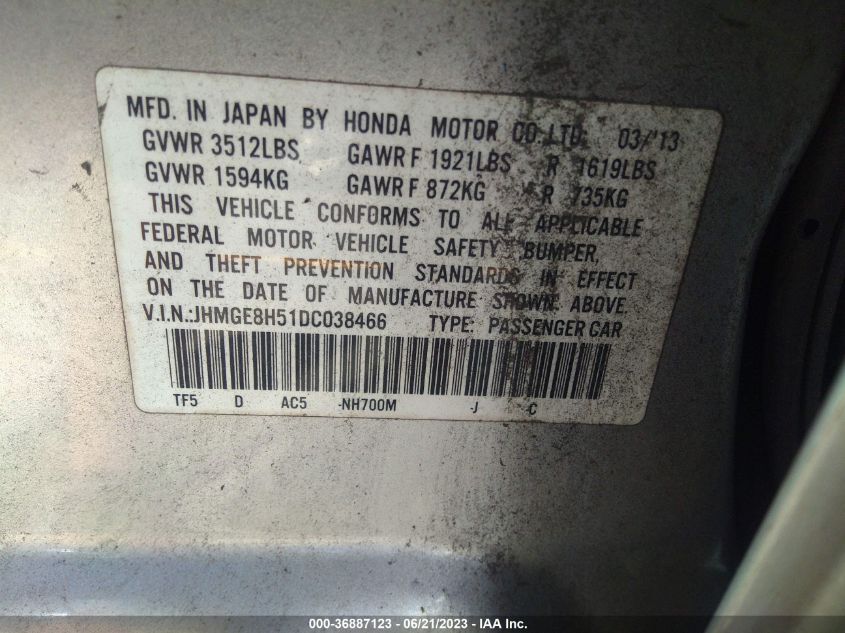 MFD. IN JAPAN BY HONDA MOTOR CO.,LTD. 03/'13
GVWR 3512LBS GAWR F 1921LBS R 1619LBS
GVWR 1594KG GAWR F 872KG R 735KG
THIS VEHICLE CONFORMS TO ALL APPLICABLE
FEDERAL MOTOR VEHICLE SAFETY, BUMPER,
AND THEFT PREVENTION STANDARDS IN EFFECT
ON THE DATE OF MANUFACTURE SHOWN ABOVE.
V.I.N.:JHMGE8H51DC038466 TYPE: PASSENGER CAR
TF5 D AC5 -NH700M -J -C
000-36887123 - 06/21/2023 - IAA Inc.